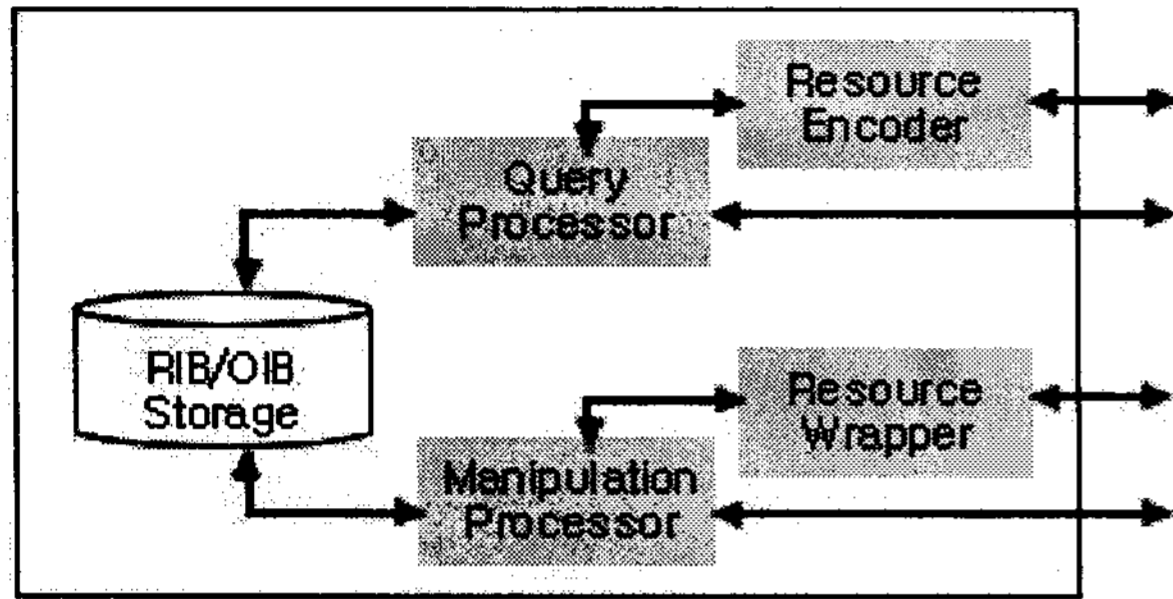 Resource
Encoder
Query
Processor
RIB/OIB
Storage
Resource
Wrapper
Manipulation
Processor